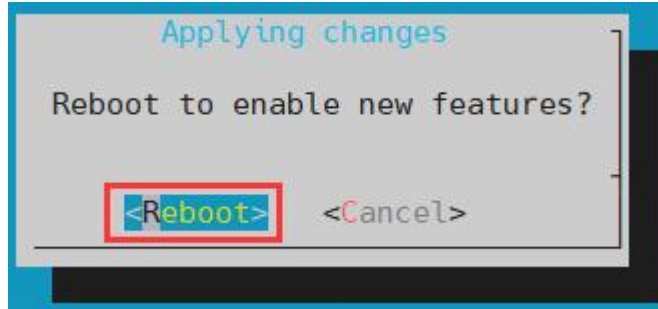 Applying changes
Reboot to enable new features?
<Reboot> <Cancel>